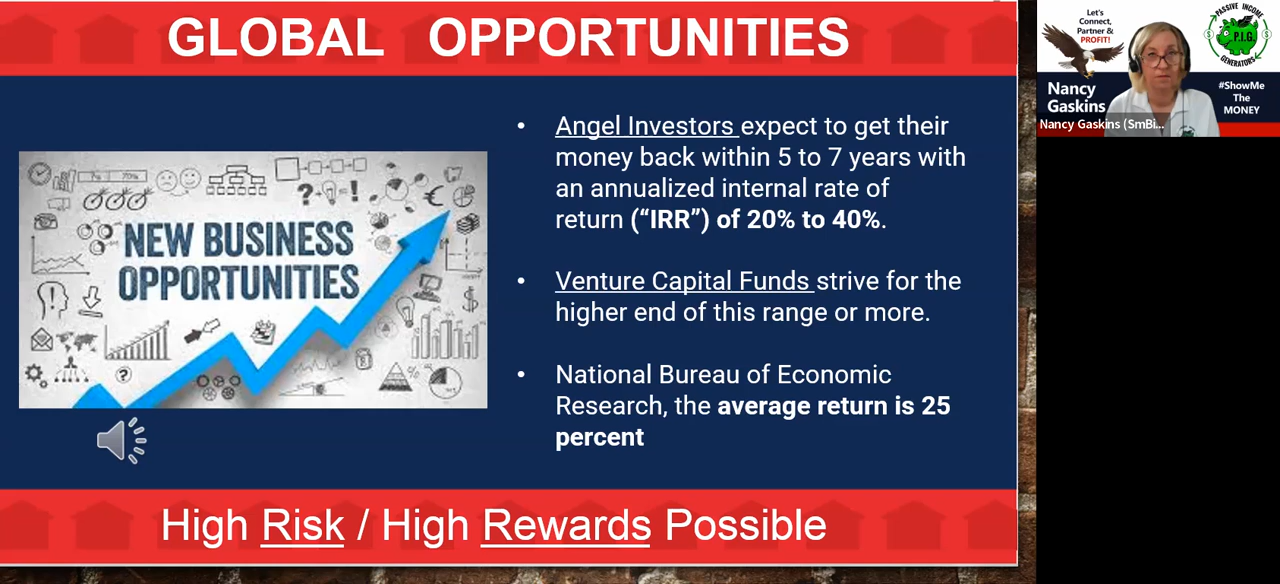 GLOBAL OPPORTUNITIES
NEW BUSINESS
OPPORTUNITIES
• Angel Investors expect to get their
money back within 5 to 7 years with
an annualized internal rate of
return (“IRR”) of 20% to 40%.
• Venture Capital Funds strive for the
higher end of this range or more.
• National Bureau of Economic
Research, the average return is 25
percent
High Risk / High Rewards Possible
Let's
Connect,
Partner &
PROFIT!
PASSIVE INCOME
P.I.G.
GENERATORS
Nancy
Gaskins
#ShowMe
The
MONEY
Nancy Gaskins (SmBi...